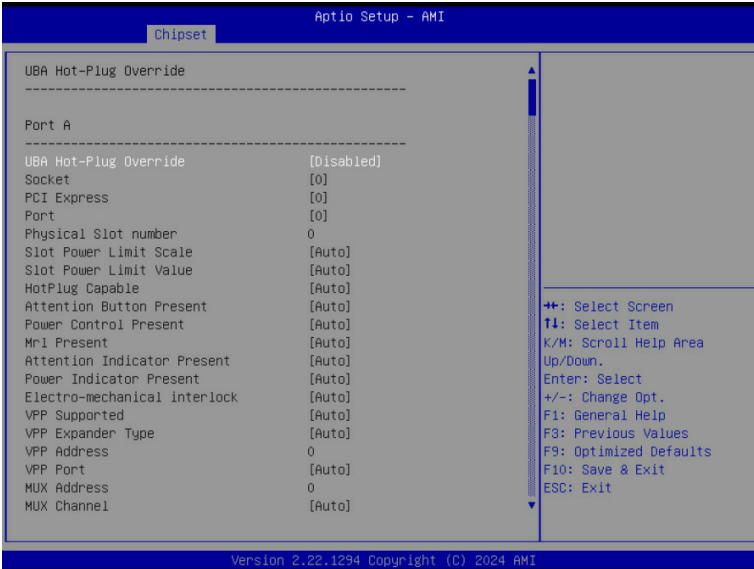 Aptio Setup - AMI
Chipset
UBA Hot-Plug Override
--------------------------------------------------
Port A
--------------------------------------------------
UBA Hot-Plug Override [Disabled]
Socket [0]
PCI Express [0]
Port [0]
Physical Slot number 0
Slot Power Limit Scale [Auto]
Slot Power Limit Value [Auto]
HotPlug Capable [Auto]
Attention Button Present [Auto]
Power Control Present [Auto]
Mrl Present [Auto]
Attention Indicator Present [Auto]
Power Indicator Present [Auto]
Electro-mechanical interlock [Auto]
VPP Supported [Auto]
VPP Expander Type [Auto]
VPP Address 0
VPP Port [Auto]
MUX Address 0
MUX Channel [Auto]
→←: Select Screen
↑↓: Select Item
K/M: Scroll Help Area
Up/Down.
Enter: Select
+/-: Change Opt.
F1: General Help
F3: Previous Values
F9: Optimized Defaults
F10: Save & Exit
ESC: Exit
Version 2.22.1294 Copyright (C) 2024 AMI